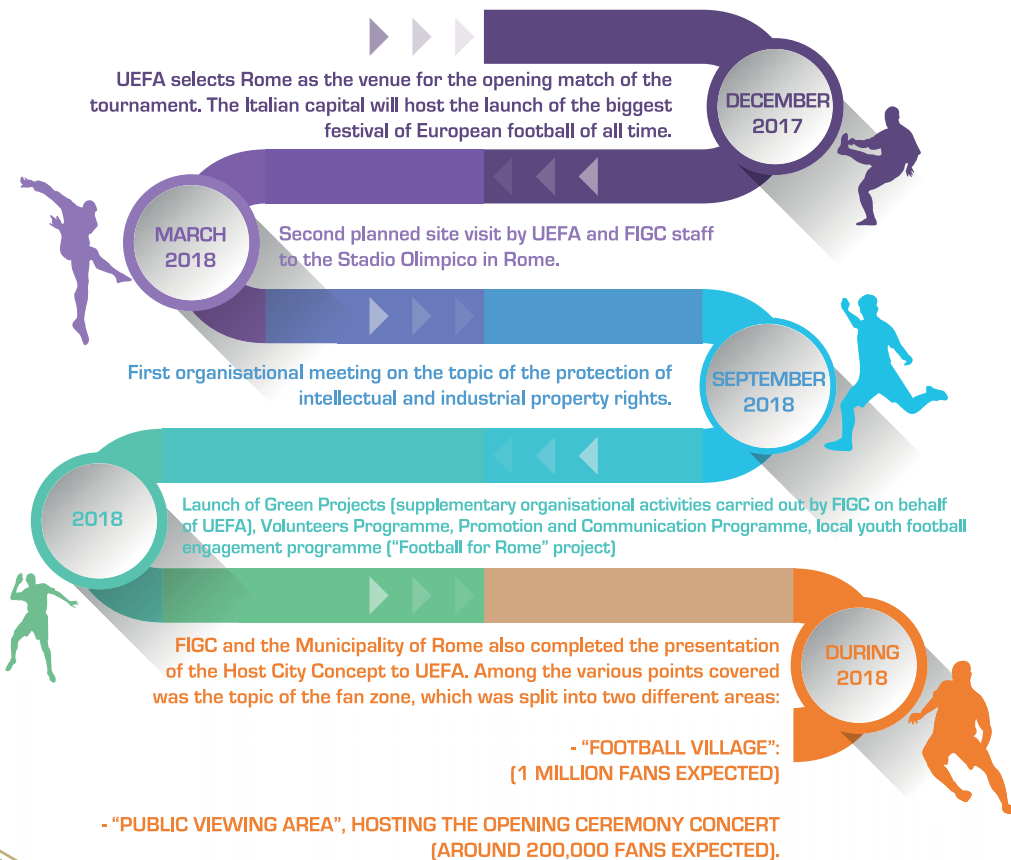 UEFA selects Rome as the venue for the opening match of the
tournament. The Italian capital will host the launch of the biggest
festival of European football of all time.
DECEMBER
2017
MARCH
2018
Second planned site visit by UEFA and FIGC staff
to the Stadio Olimpico in Rome.
First organisational meeting on the topic of the protection of
intellectual and industrial property rights.
SEPTEMBER
2018
2018
Launch of Green Projects (supplementary organisational activities carried out by FIGC on behalf
of UEFA), Volunteers Programme, Promotion and Communication Programme, local youth football
engagement programme (“Football for Rome” project)
FIGC and the Municipality of Rome also completed the presentation
of the Host City Concept to UEFA. Among the various points covered
was the topic of the fan zone, which was split into two different areas:
DURING
2018
- “FOOTBALL VILLAGE”:
(1 MILLION FANS EXPECTED)
- “PUBLIC VIEWING AREA”, HOSTING THE OPENING CEREMONY CONCERT
(AROUND 200,000 FANS EXPECTED).